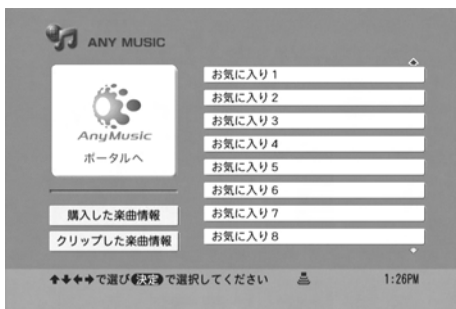 ANY MUSIC
AnyMusic
ポータルへ
購入した楽曲情報
クリップした楽曲情報
お気に入り1
お気に入り2
お気に入り3
お気に入り4
お気に入り5
お気に入り6
お気に入り7
お気に入り8
↑↓←→で選び決定で選択してください
1:26PM